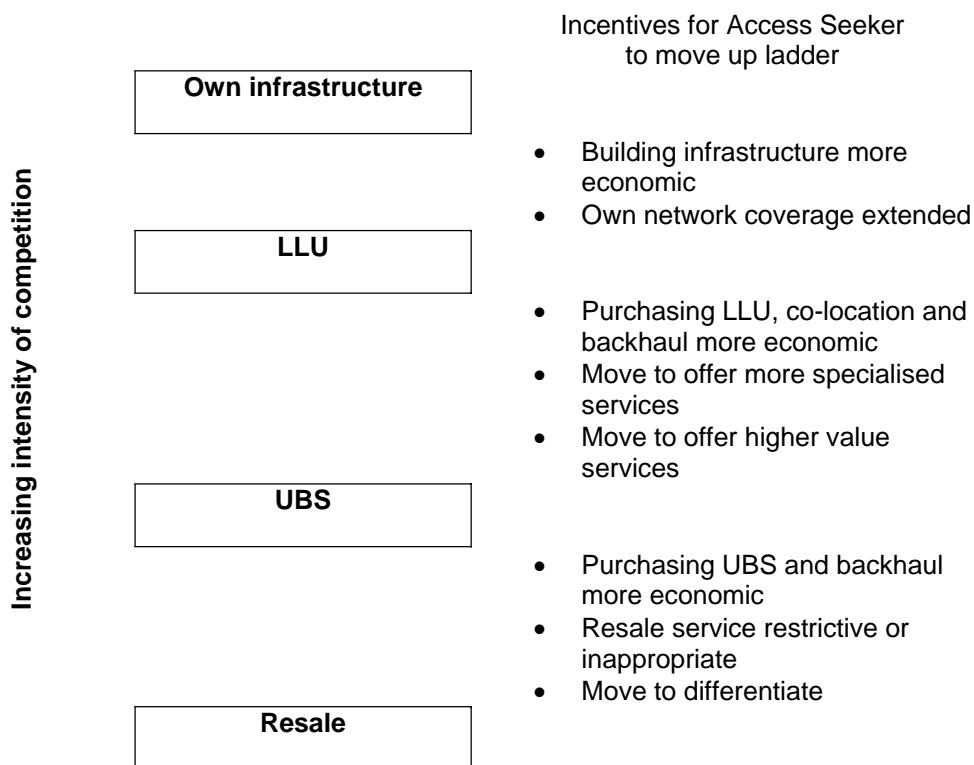 Incentives for Access Seeker
to move up ladder
Increasing intensity of competition
Own infrastructure
• Building infrastructure more
economic
• Own network coverage extended
LLU
• Purchasing LLU, co-location and
backhaul more economic
• Move to offer more specialised
services
• Move to offer higher value
services
UBS
• Purchasing UBS and backhaul
more economic
• Resale service restrictive or
inappropriate
• Move to differentiate
Resale